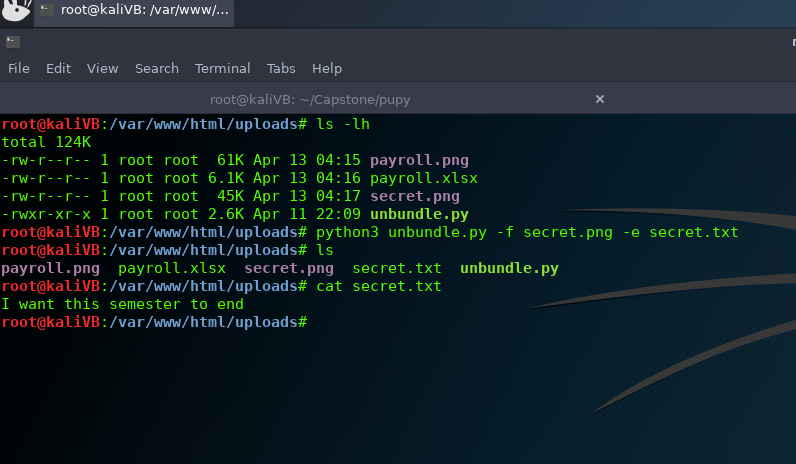 root@kaliVB: /var/www/...
File Edit View Search Terminal Tabs Help
root@kaliVB: ~/Capstone/pupy
root@kaliVB:/var/www/html/uploads# ls -lh
total 124K
-rw-r--r-- 1 root root  61K Apr 13 04:15 payroll.png
-rw-r--r-- 1 root root 6.1K Apr 13 04:16 payroll.xlsx
-rw-r--r-- 1 root root  45K Apr 13 04:17 secret.png
-rwxr-xr-x 1 root root 2.6K Apr 11 22:09 unbundle.py
root@kaliVB:/var/www/html/uploads# python3 unbundle.py -f secret.png -e secret.txt
root@kaliVB:/var/www/html/uploads# ls
payroll.png  payroll.xlsx  secret.png  secret.txt  unbundle.py
root@kaliVB:/var/www/html/uploads# cat secret.txt
I want this semester to end
root@kaliVB:/var/www/html/uploads#